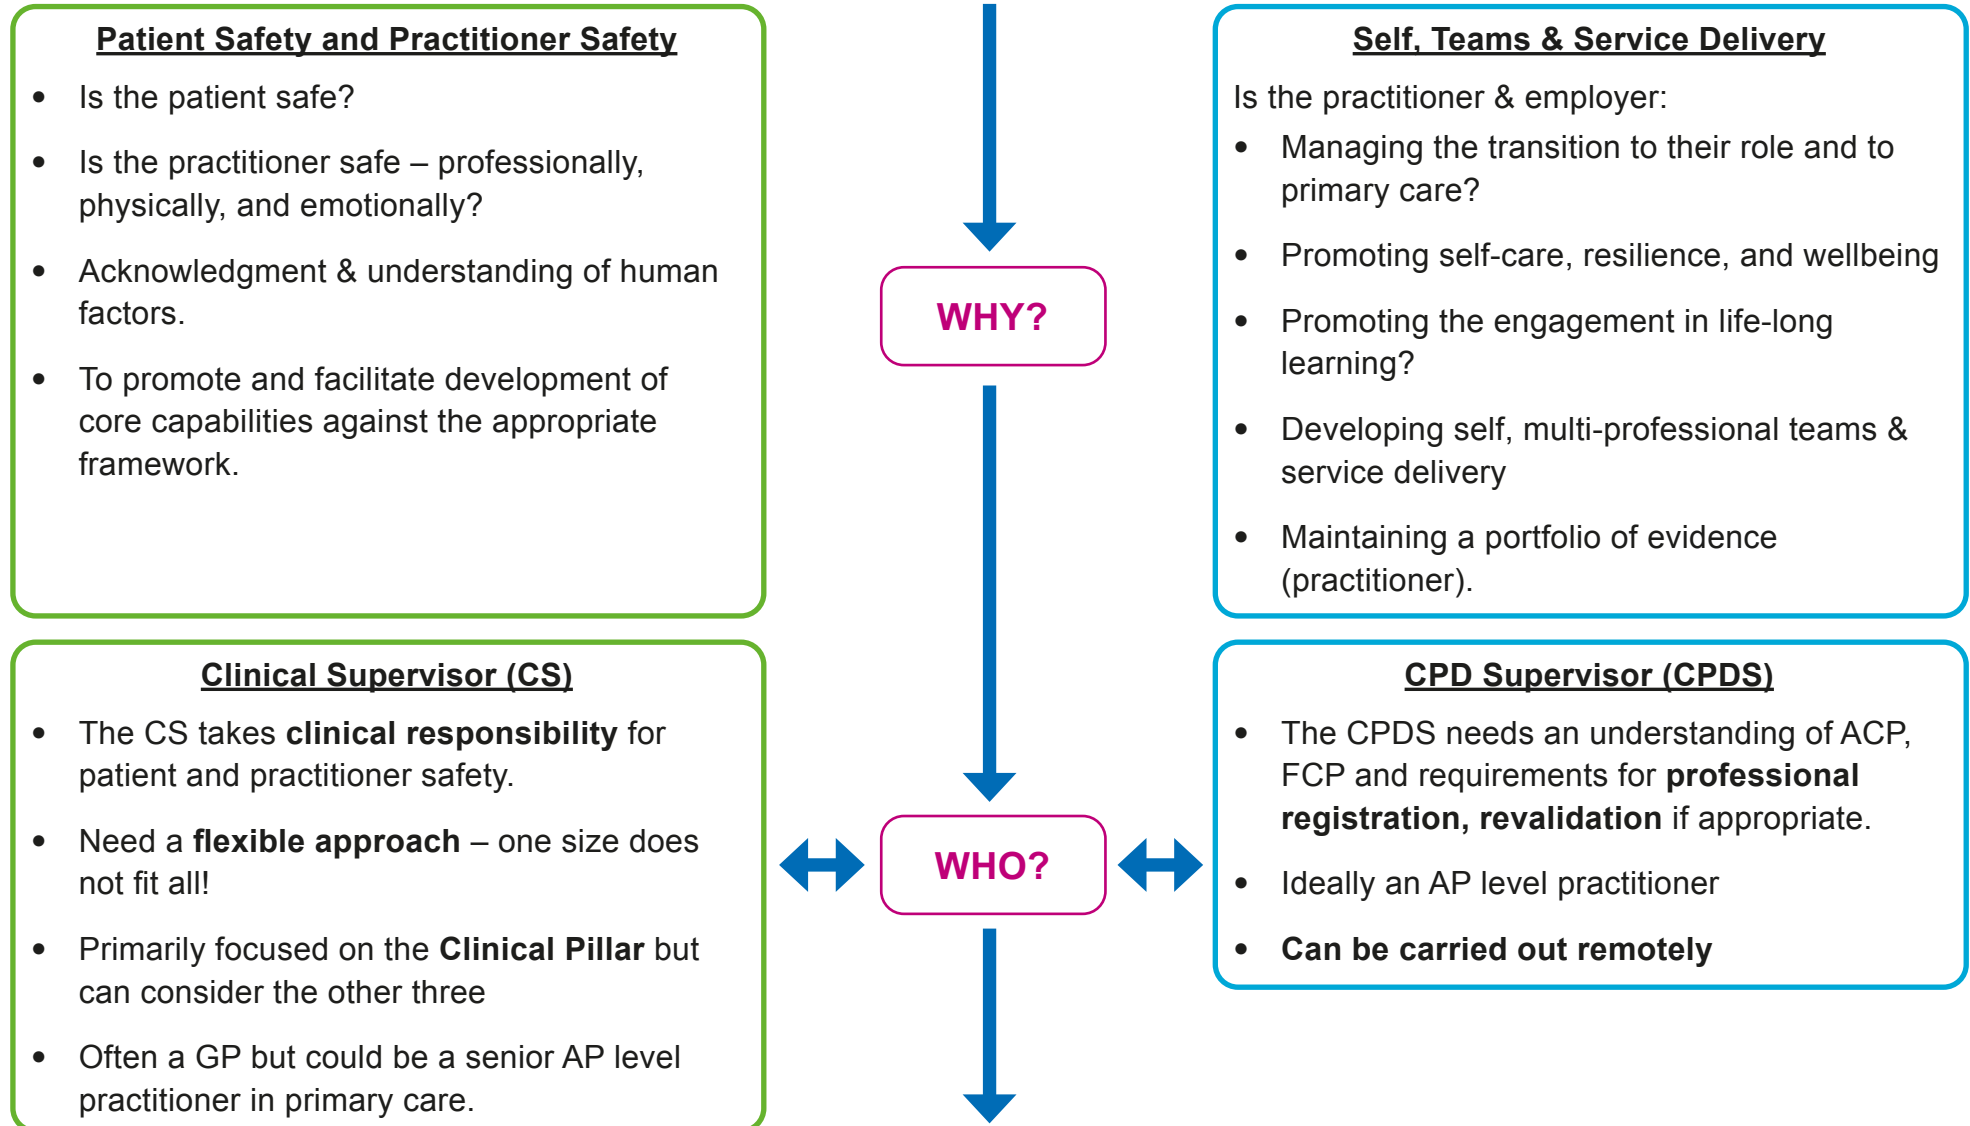 Patient Safety and Practitioner Safety
• Is the patient safe?
• Is the practitioner safe – professionally,
physically, and emotionally?
• Acknowledgment & understanding of human
factors.
• To promote and facilitate development of
core capabilities against the appropriate
framework.
WHY?
Self, Teams & Service Delivery
Is the practitioner & employer:
• Managing the transition to their role and to
primary care?
• Promoting self-care, resilience, and wellbeing
• Promoting the engagement in life-long
learning?
• Developing self, multi-professional teams &
service delivery
• Maintaining a portfolio of evidence
(practitioner).
Clinical Supervisor (CS)
• The CS takes clinical responsibility for
patient and practitioner safety.
• Need a flexible approach – one size does
not fit all!
• Primarily focused on the Clinical Pillar but
can consider the other three
• Often a GP but could be a senior AP level
practitioner in primary care.
WHO?
CPD Supervisor (CPDS)
• The CPDS needs an understanding of ACP,
FCP and requirements for professional
registration, revalidation if appropriate.
• Ideally an AP level practitioner
• Can be carried out remotely